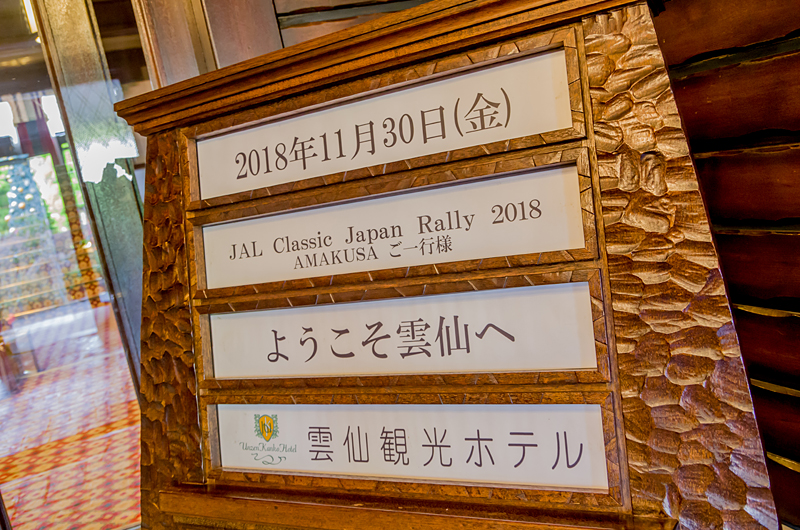 2018年11月30日(金)
JAL Classic Japan Rally 2018
AMAKUSA ご一行様
ようこそ雲仙へ
Unzen Kanko Hotel
雲仙観光ホテル